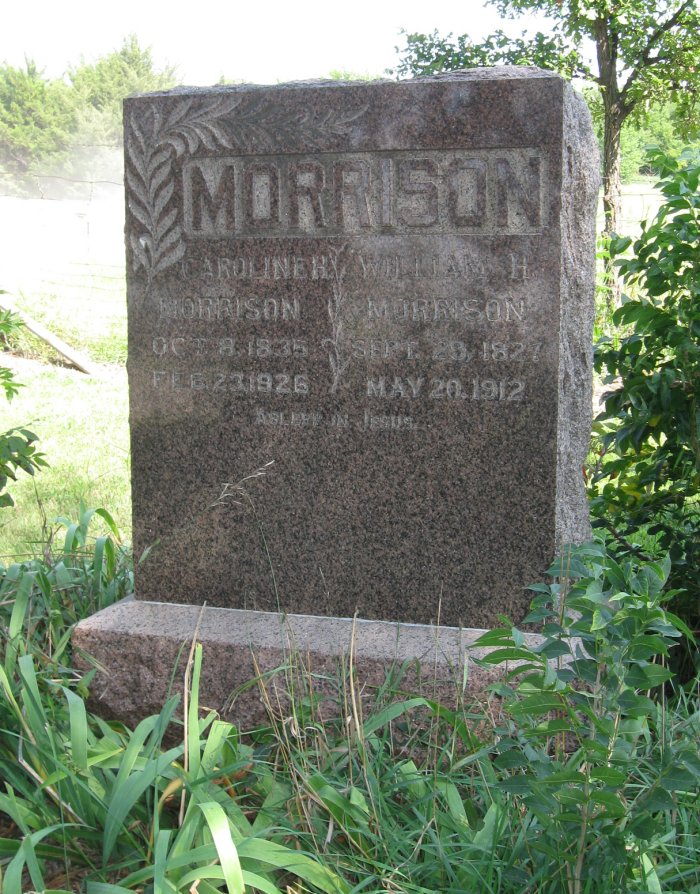 MORRISON
CAROLINE H
MORRISON
OCT. 8, 1835
FEB. 23, 1926
WILLIAM H
MORRISON
SEPT. 29, 1827
MAY 20, 1912
ASLEEP IN JESUS.